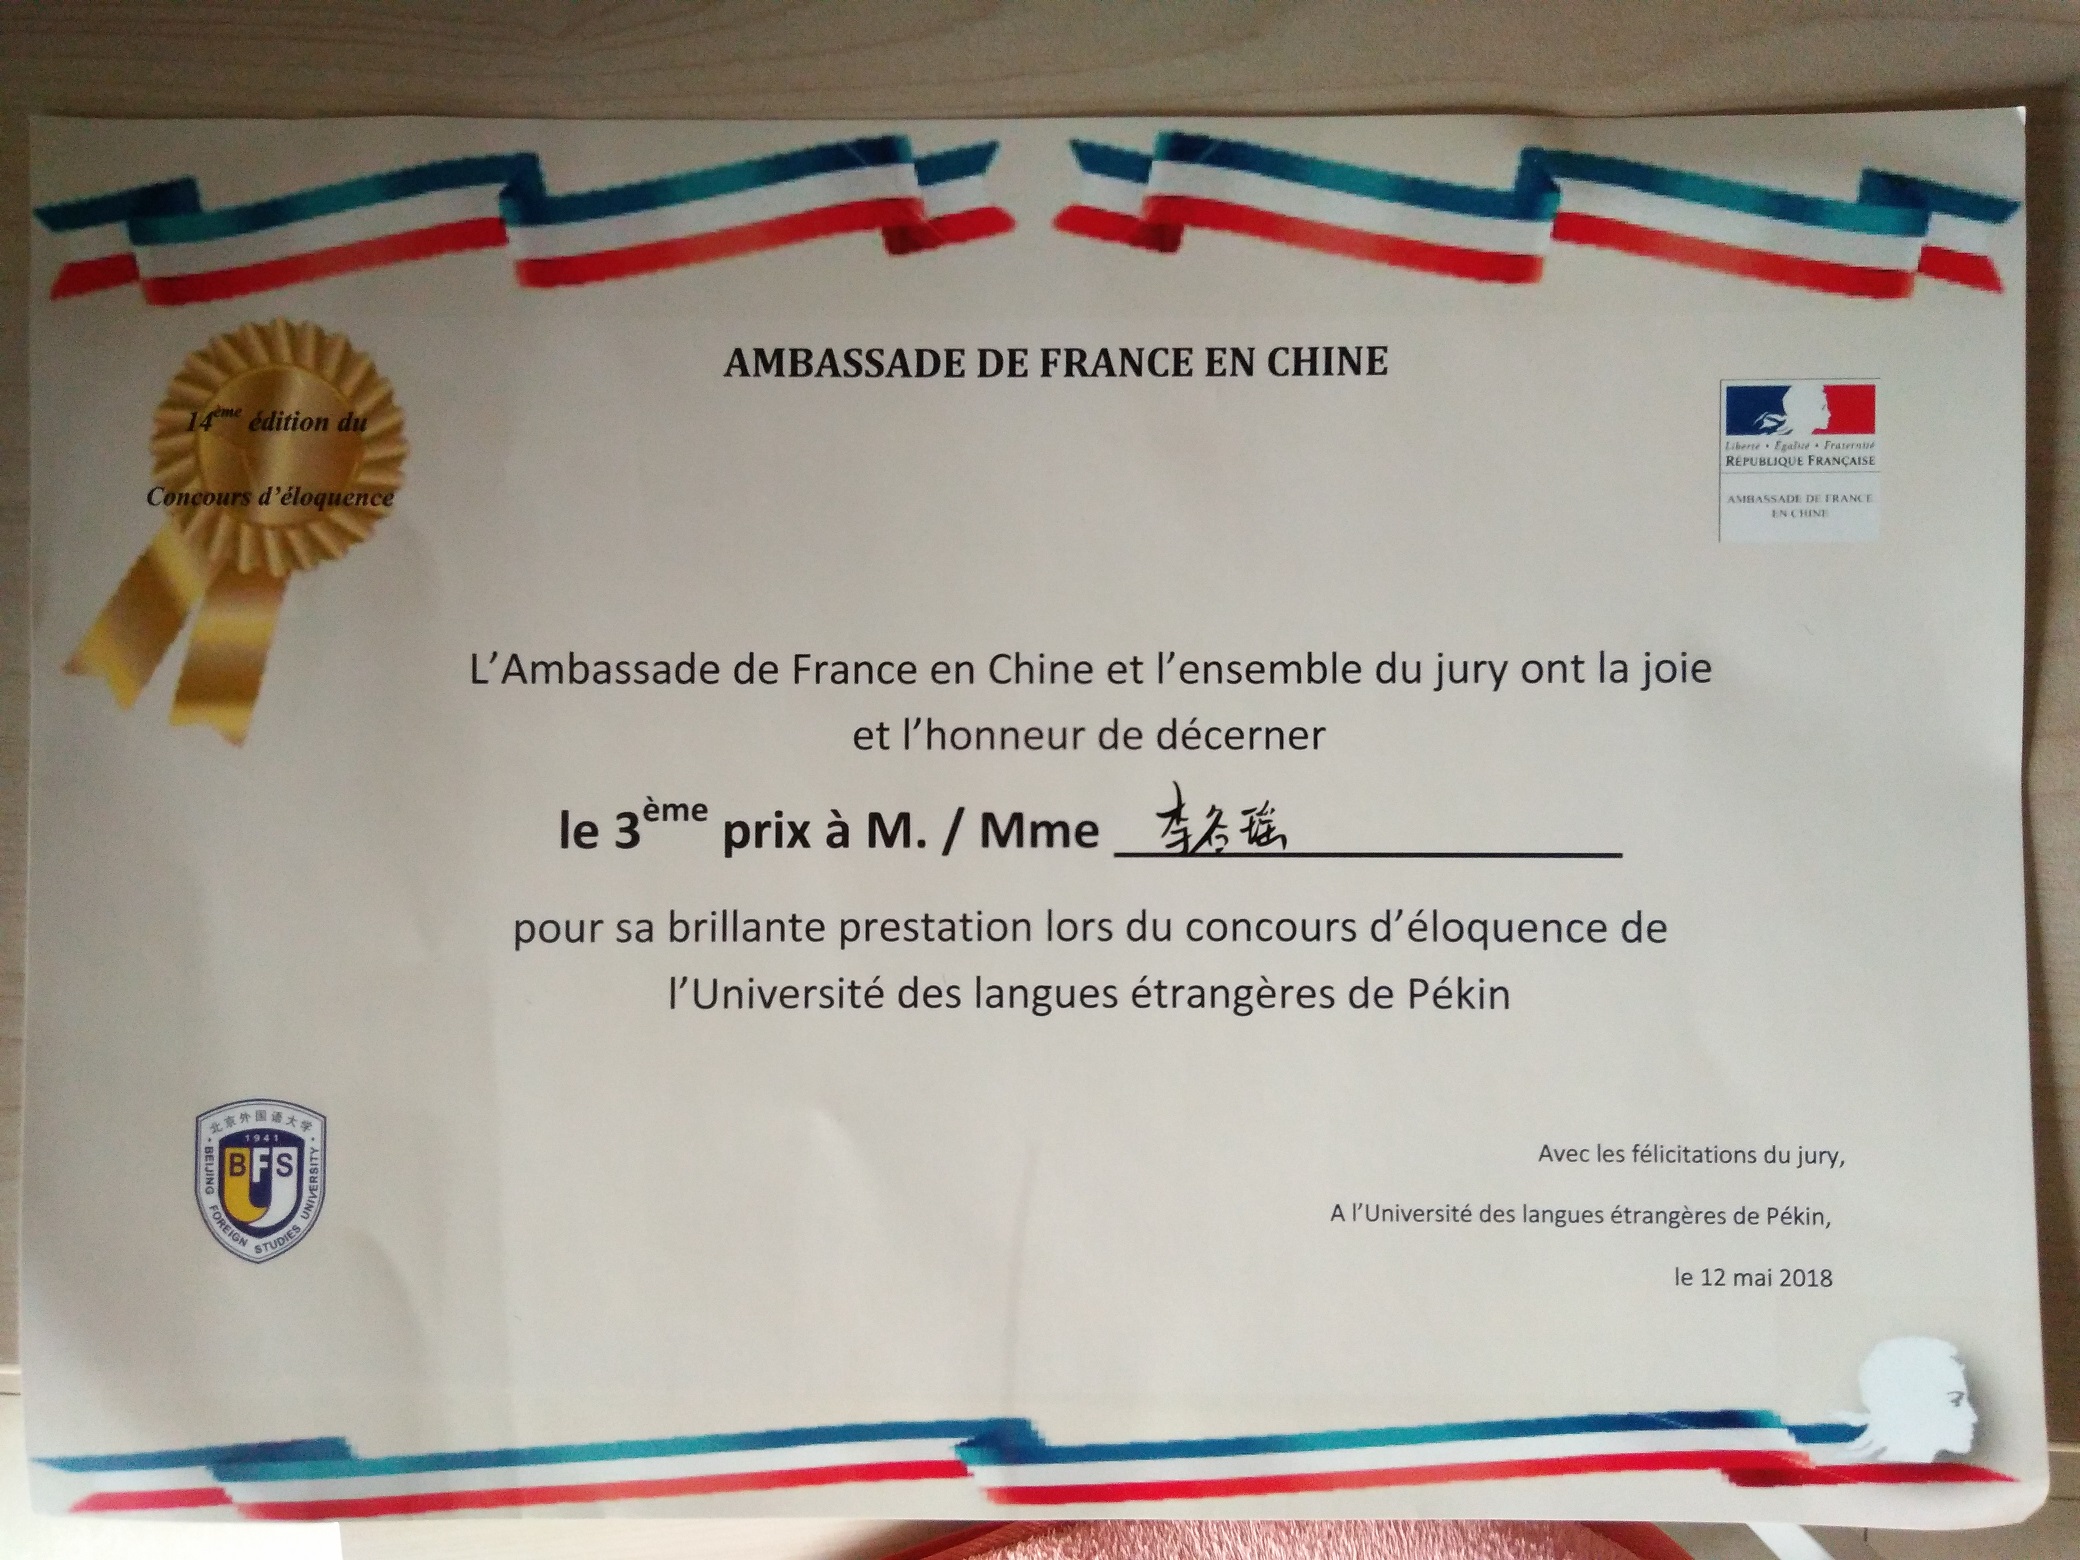 AMBASSADE DE FRANCE EN CHINE
14ème édition du
Concours d'éloquence
Liberté • Égalité • Fraternité
RÉPUBLIQUE FRANÇAISE
AMBASSADE DE FRANCE
EN CHINE
L'Ambassade de France en Chine et l'ensemble du jury ont la joie
et l'honneur de décerner
le 3ème prix à M. / Mme 李名瑶
pour sa brillante prestation lors du concours d'éloquence de
l'Université des langues étrangères de Pékin
北京外国语大学
1941
BFSU
BEIJING FOREIGN STUDIES UNIVERSITY
Avec les félicitations du jury,
A l'Université des langues étrangères de Pékin,
le 12 mai 2018